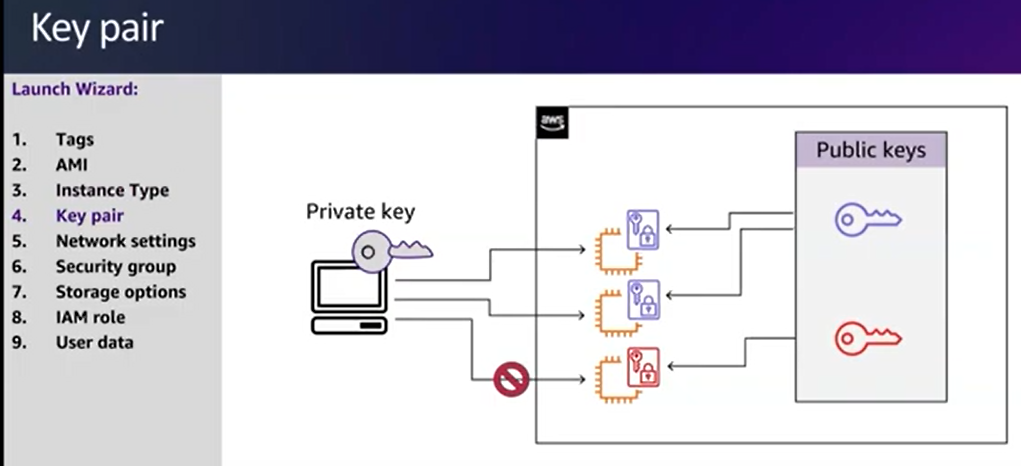 Key pair
Launch Wizard:
1. Tags
2. AMI
3. Instance Type
4. Key pair
5. Network settings
6. Security group
7. Storage options
8. IAM role
9. User data
Private key
aws
Public keys